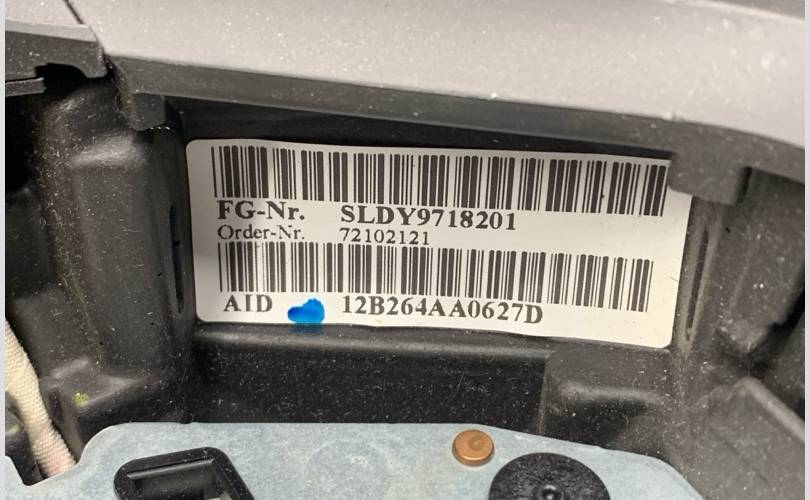 FG-Nr. SLDY9718201
Order-Nr. 72102121
AID 12B264AA0627D